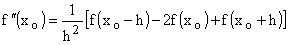 f "(x₀) = 1/h² [f(x₀ − h) − 2f(x₀) + f(x₀ + h)]